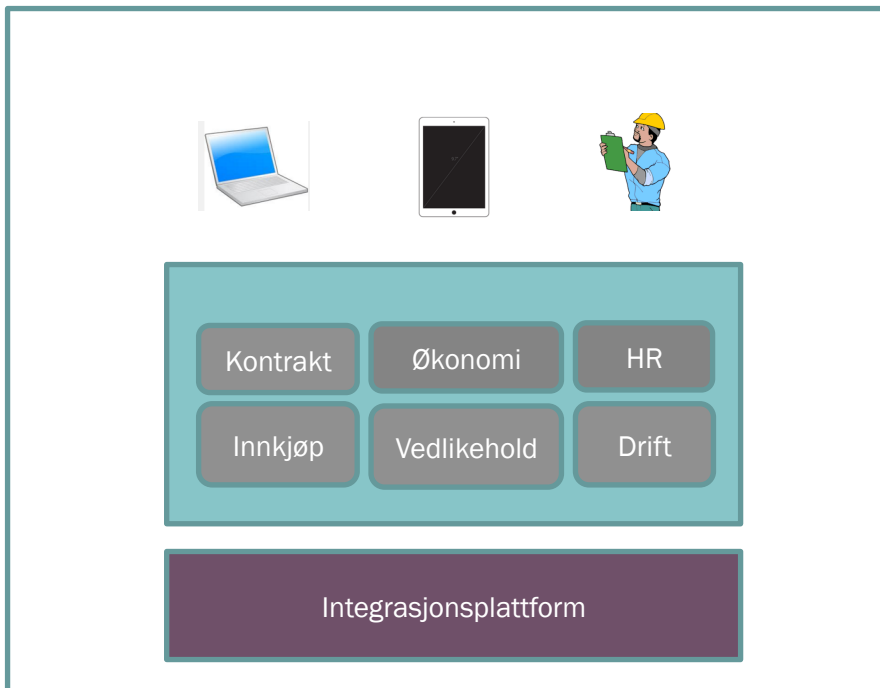 Kontrakt
Økonomi
HR
Innkjøp
Vedlikehold
Drift
Integrasjonsplattform